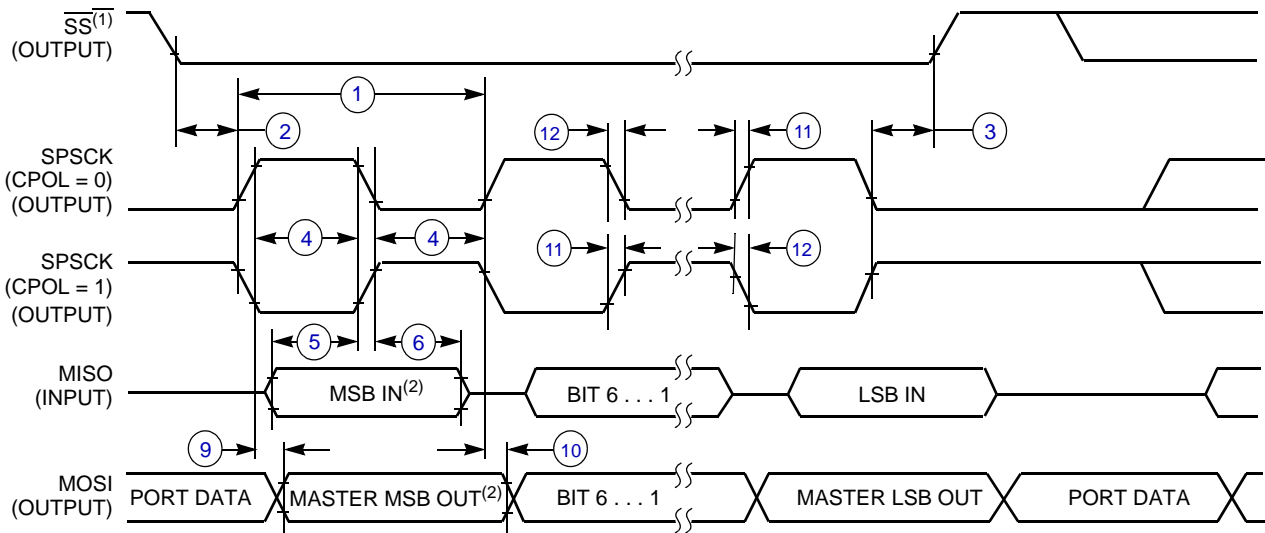 SS(1)
(OUTPUT)
1
2
12
11
3
SPSCK
(CPOL = 0)
(OUTPUT)
4
4
11
12
SPSCK
(CPOL = 1)
(OUTPUT)
5
6
MISO
(INPUT)
MSB IN(2)
BIT 6 . . . 1
LSB IN
9
10
MOSI
(OUTPUT)
PORT DATA
MASTER MSB OUT(2)
BIT 6 . . . 1
MASTER LSB OUT
PORT DATA